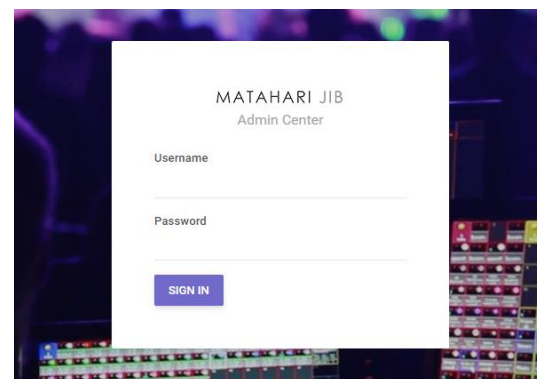 MATAHARI JIB
Admin Center
Username
Password
SIGN IN